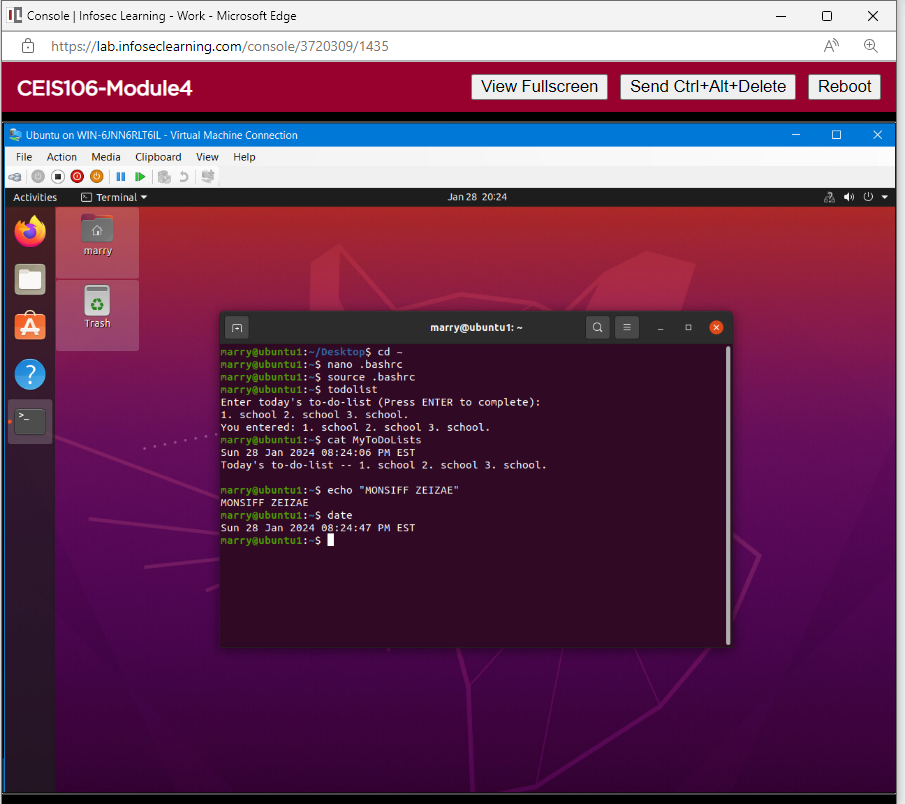 Console | Infosec Learning - Work - Microsoft Edge
https://lab.infoseclearning.com/console/3720309/1435
CEIS106-Module4
View Fullscreen
Send Ctrl+Alt+Delete
Reboot
Ubuntu on WIN-6JNN6RLT6IL - Virtual Machine Connection
File Action Media Clipboard View Help
Activities
Terminal
Jan 28 20:24
marry
Trash
marry@ubuntu1: ~
marry@ubuntu1:~/Desktop$ cd ~
marry@ubuntu1:~$ nano .bashrc
marry@ubuntu1:~$ source .bashrc
marry@ubuntu1:~$ todolist
Enter today's to-do-list (Press ENTER to complete):
1. school 2. school 3. school.
You entered: 1. school 2. school 3. school.
marry@ubuntu1:~$ cat MyToDoLists
Sun 28 Jan 2024 08:24:06 PM EST
Today's to-do-list -- 1. school 2. school 3. school.
marry@ubuntu1:~$ echo "MONSIFF ZEIZAE"
MONSIFF ZEIZAE
marry@ubuntu1:~$ date
Sun 28 Jan 2024 08:24:47 PM EST
marry@ubuntu1:~$